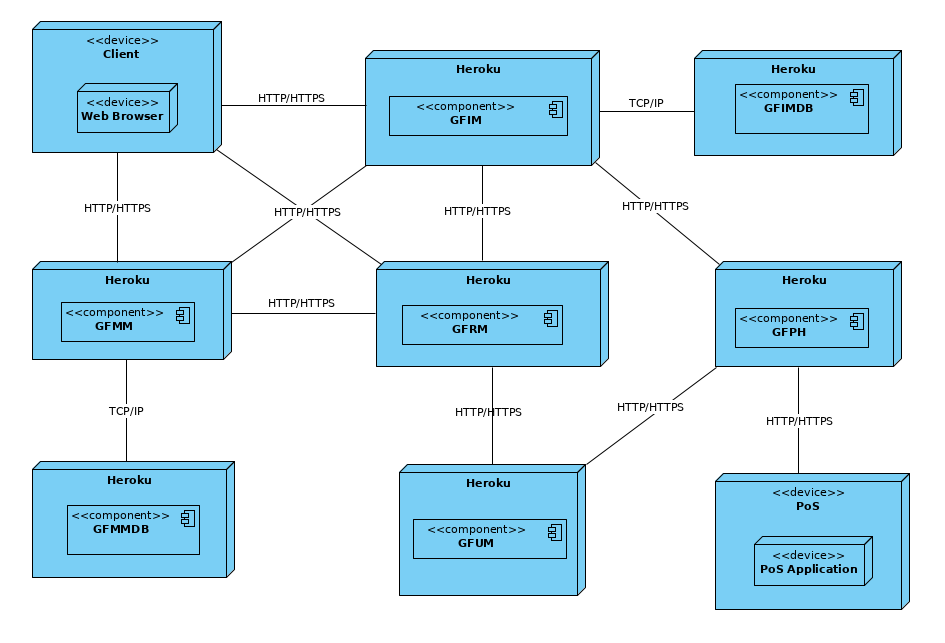 <<device>>
Client
<<device>>
Web Browser
HTTP/HTTPS
Heroku
<<component>>
GFIM
TCP/IP
Heroku
<<component>>
GFIMDB
HTTP/HTTPS
HTTP/HTTPS
HTTP/HTTPS
HTTP/HTTPS
Heroku
<<component>>
GFMM
HTTP/HTTPS
Heroku
<<component>>
GFRM
Heroku
<<component>>
GFPH
TCP/IP
HTTP/HTTPS
HTTP/HTTPS
HTTP/HTTPS
Heroku
<<component>>
GFMMDB
Heroku
<<component>>
GFUM
<<device>>
PoS
<<device>>
PoS Application